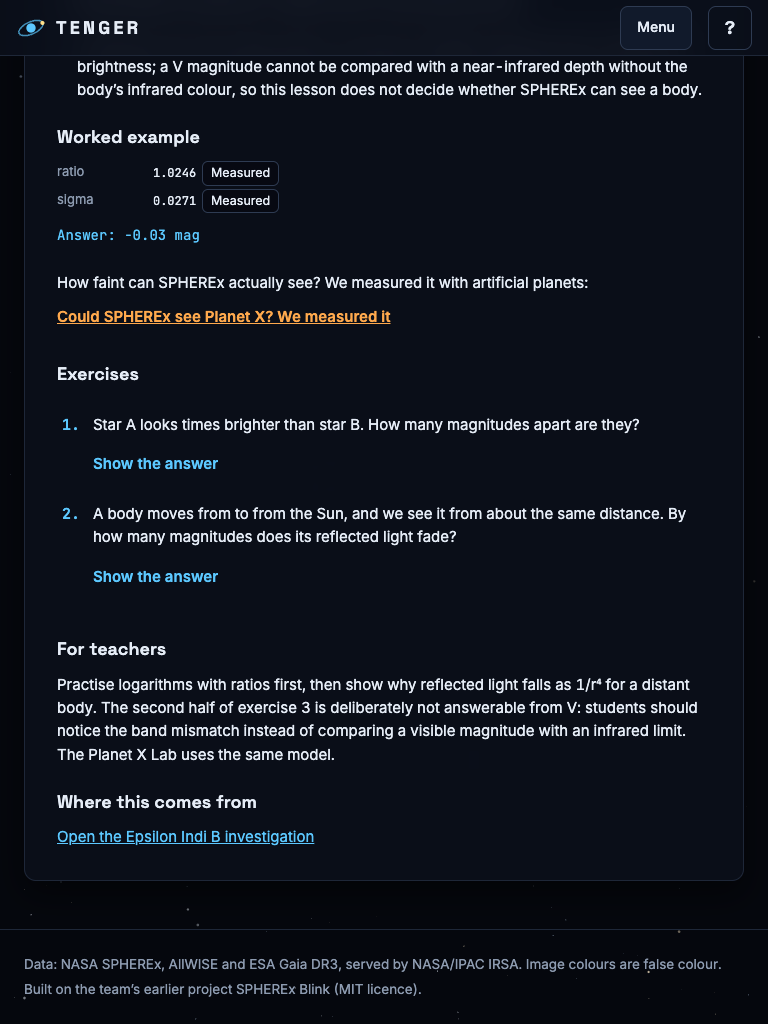 TENGER
Menu
?
brightness; a V magnitude cannot be compared with a near-infrared depth without the
body's infrared colour, so this lesson does not decide whether SPHEREx can see a body.
Worked example
ratio 1.0246 Measured
sigma 0.0271 Measured
Answer: -0.03 mag
How faint can SPHEREx actually see? We measured it with artificial planets:
Could SPHEREx see Planet X? We measured it
Exercises
1. Star A looks times brighter than star B. How many magnitudes apart are they?
Show the answer
2. A body moves from to from the Sun, and we see it from about the same distance. By
how many magnitudes does its reflected light fade?
Show the answer
For teachers
Practise logarithms with ratios first, then show why reflected light falls as 1/r⁴ for a distant
body. The second half of exercise 3 is deliberately not answerable from V: students should
notice the band mismatch instead of comparing a visible magnitude with an infrared limit.
The Planet X Lab uses the same model.
Where this comes from
Open the Epsilon Indi B investigation
Data: NASA SPHEREx, AllWISE and ESA Gaia DR3, served by NASA/IPAC IRSA. Image colours are false colour.
Built on the team's earlier project SPHEREx Blink (MIT licence).